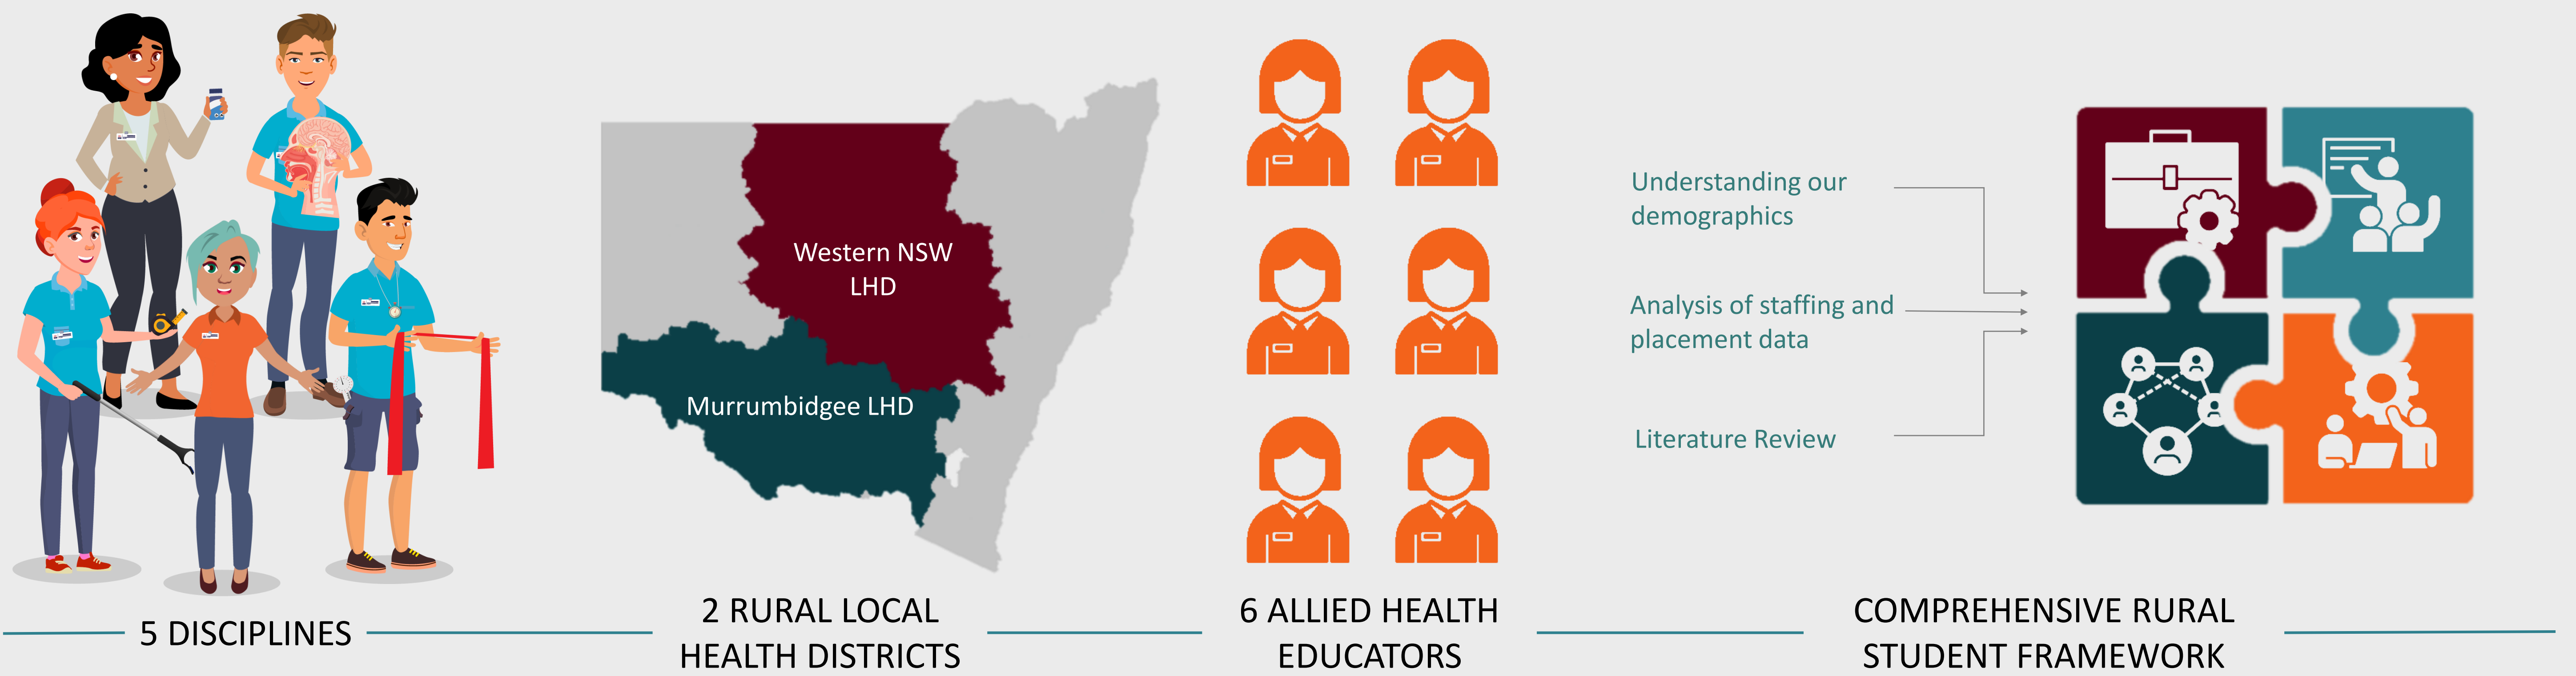 Western NSW
LHD
Murrumbidgee LHD
Understanding our
demographics
Analysis of staffing and
placement data
Literature Review
5 DISCIPLINES
2 RURAL LOCAL
HEALTH DISTRICTS
6 ALLIED HEALTH
EDUCATORS
COMPREHENSIVE RURAL
STUDENT FRAMEWORK